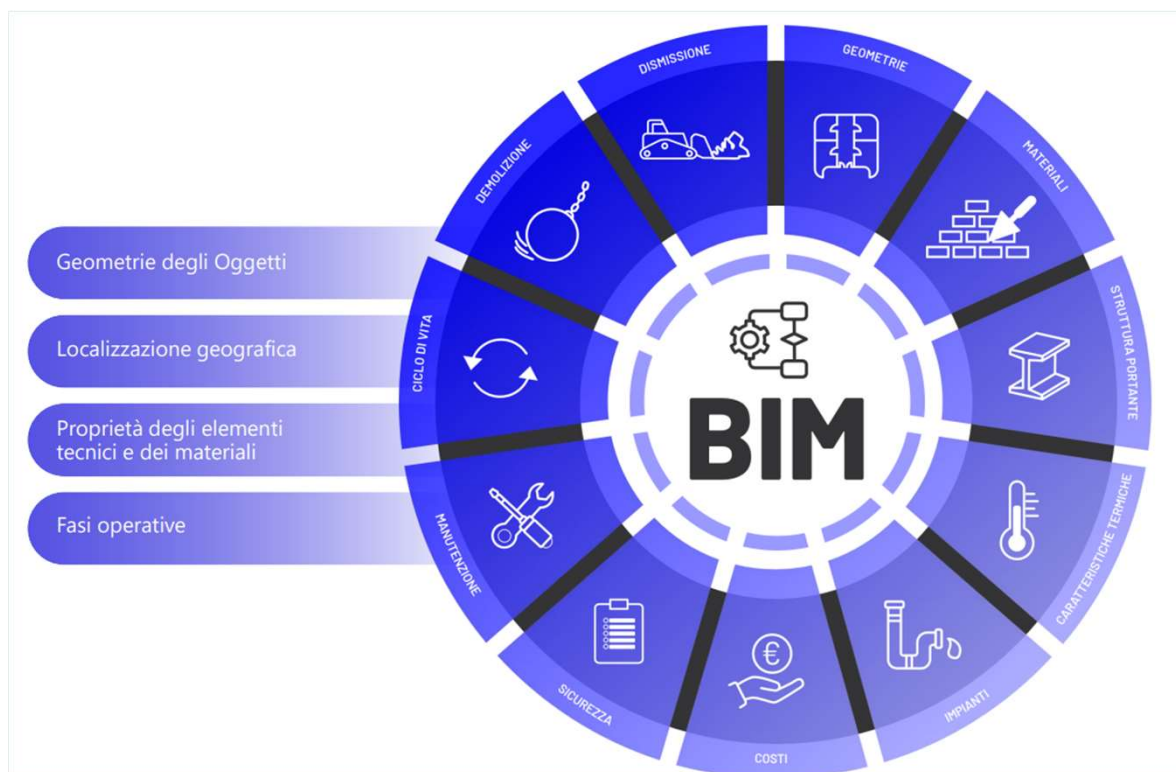 Geometrie degli Oggetti
Localizzazione geografica
Proprietà degli elementi
tecnici e dei materiali
Fasi operative
BIM
GEOMETRIE
MATERIALI
STRUTTURA PORTANTE
CARATTERISTICHE TERMICHE
IMPIANTI
COSTI
SICUREZZA
MANUTENZIONE
CICLO DI VITA
DEMOLIZIONE
DISMISSIONE
€